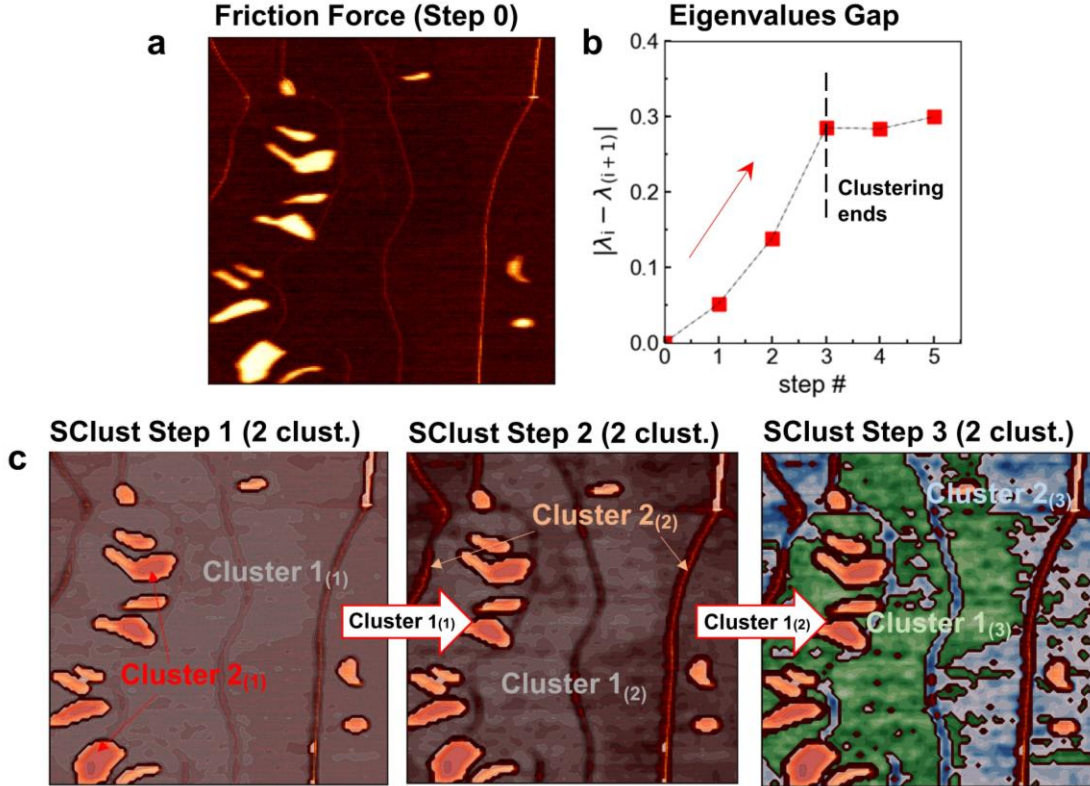 Friction Force (Step 0)
Eigenvalues Gap
a
b
|λi − λ(i + 1)|
0.4
0.3
0.2
0.1
0.0
Clustering
ends
0 1 2 3 4 5
step #
SClust Step 1 (2 clust.)
SClust Step 2 (2 clust.)
SClust Step 3 (2 clust.)
c
Cluster 1(1)
Cluster 2(1)
Cluster 1(1)
Cluster 2(2)
Cluster 1(2)
Cluster 1(2)
Cluster 2(3)
Cluster 1(3)